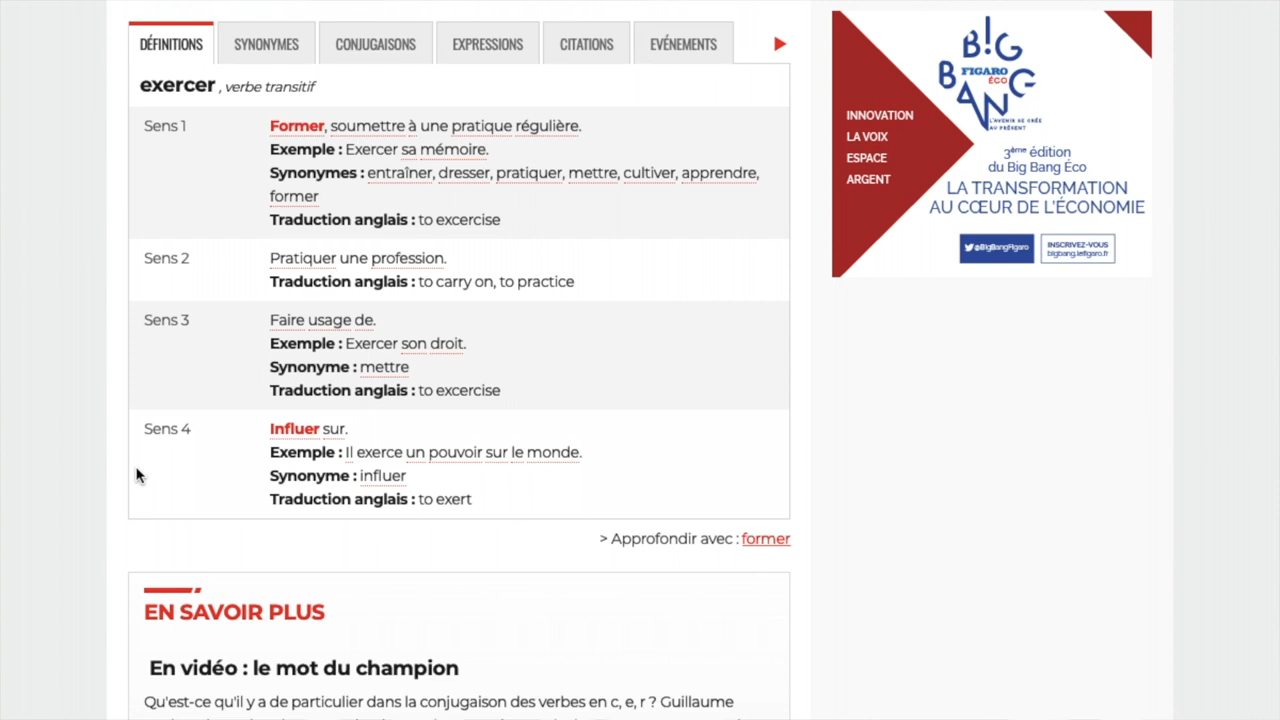 DÉFINITIONS
SYNONYMES
CONJUGAISONS
EXPRESSIONS
CITATIONS
EVÉNEMENTS
exercer , verbe transitif
Sens 1
Former, soumettre à une pratique régulière.
Exemple : Exercer sa mémoire.
Synonymes : entraîner, dresser, pratiquer, mettre, cultiver, apprendre,
former
Traduction anglais : to excercise
Sens 2
Pratiquer une profession.
Traduction anglais : to carry on, to practice
Sens 3
Faire usage de.
Exemple : Exercer son droit.
Synonyme : mettre
Traduction anglais : to excercise
Sens 4
Influer sur.
Exemple : Il exerce un pouvoir sur le monde.
Synonyme : influer
Traduction anglais : to exert
> Approfondir avec : former
EN SAVOIR PLUS
En vidéo : le mot du champion
Qu'est-ce qu'il y a de particulier dans la conjugaison des verbes en c, e, r ? Guillaume
B!G
BANG
FIGARO
ÉCO
L'AVENIR SE CRÉE
AU PRÉSENT
INNOVATION
LA VOIX
ESPACE
ARGENT
3ème édition
du Big Bang Éco
LA TRANSFORMATION
AU CŒUR DE L'ÉCONOMIE
@BigBangFigaro
INSCRIVEZ-VOUS
bigbang.lefigaro.fr